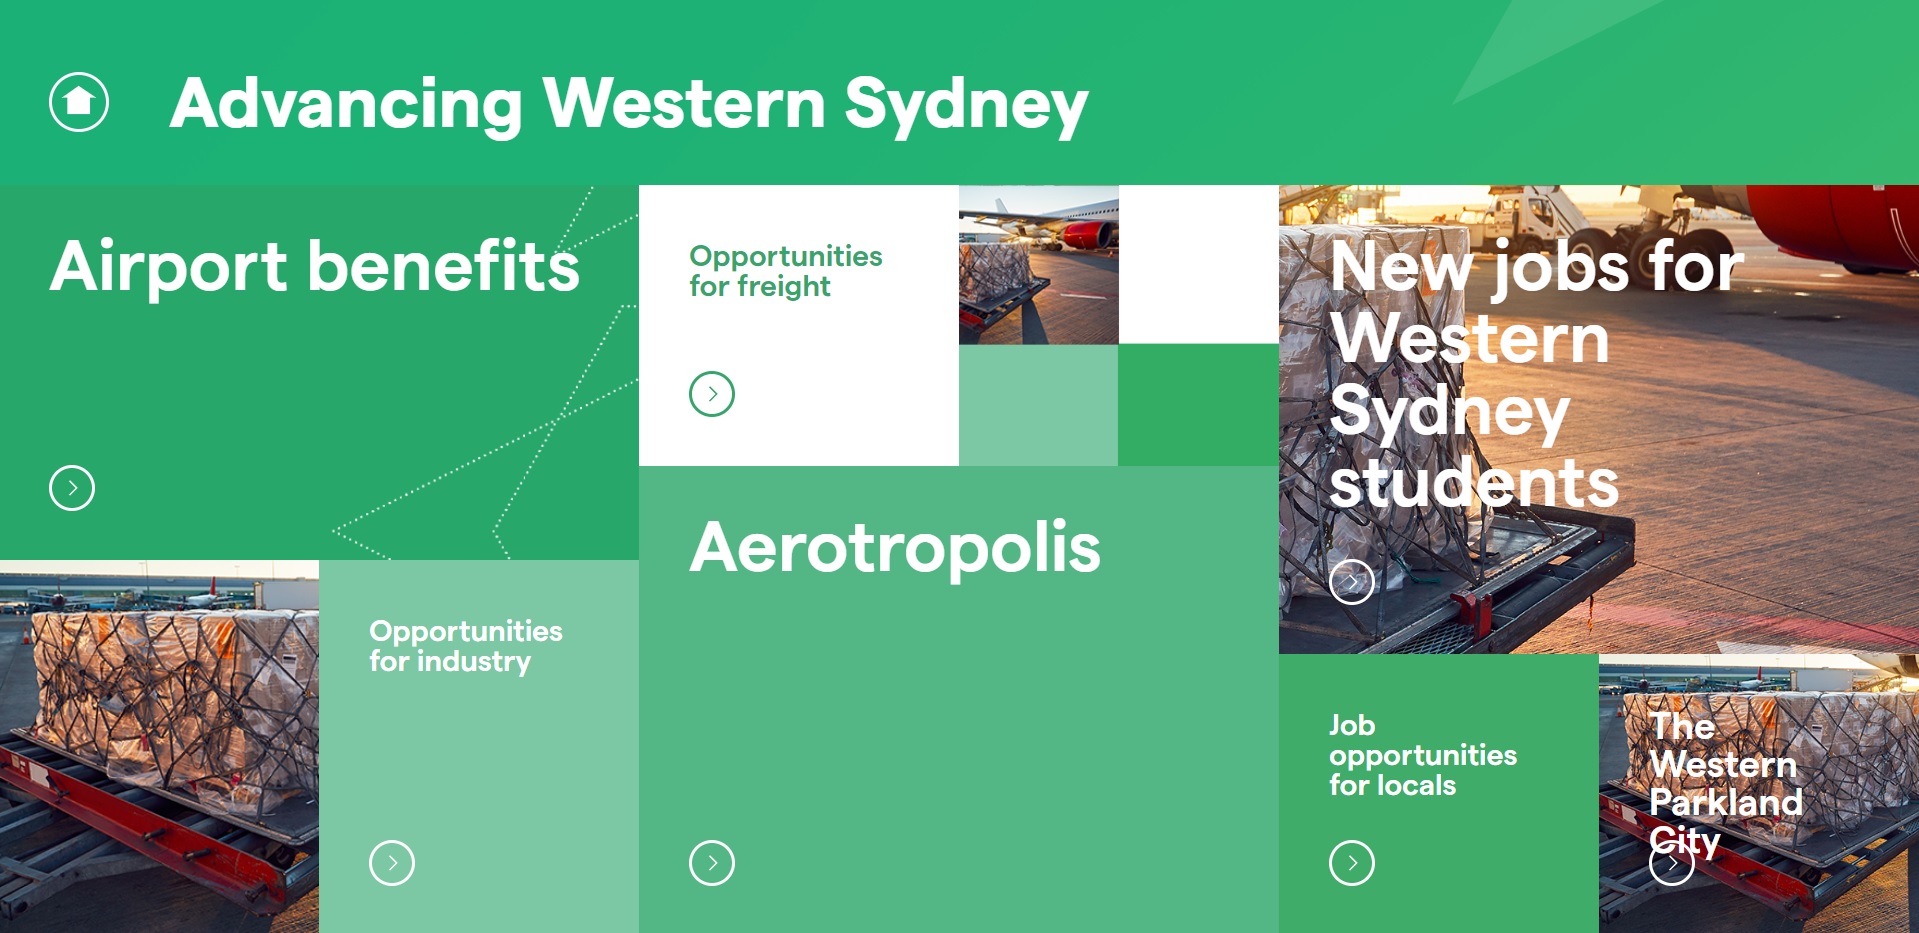 Advancing Western Sydney
Airport benefits
Opportunities
for freight
New jobs for
Western
Sydney
students
Aerotropolis
Opportunities
for industry
Job
opportunities
for locals
The
Western
Parkland
City